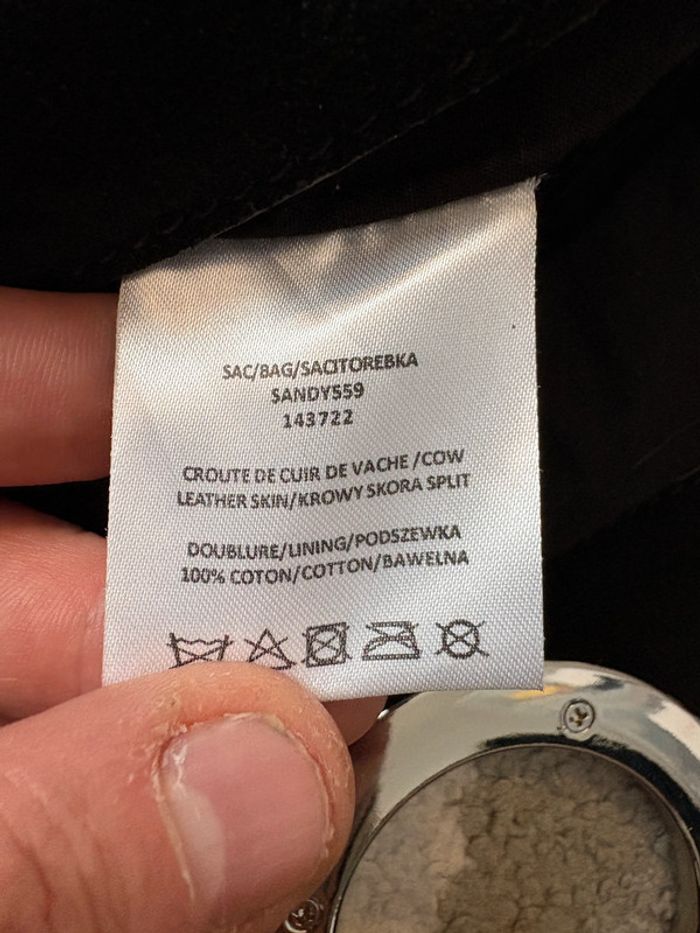 SAC/BAG/SACITOREBKA
SANDY559
143722
CROUTE DE CUIR DE VACHE /COW
LEATHER SKIN/KROWY SKORA SPLIT
DOUBLURE/LINING/PODSZEWKA
100% COTON/COTTON/BAWELNA